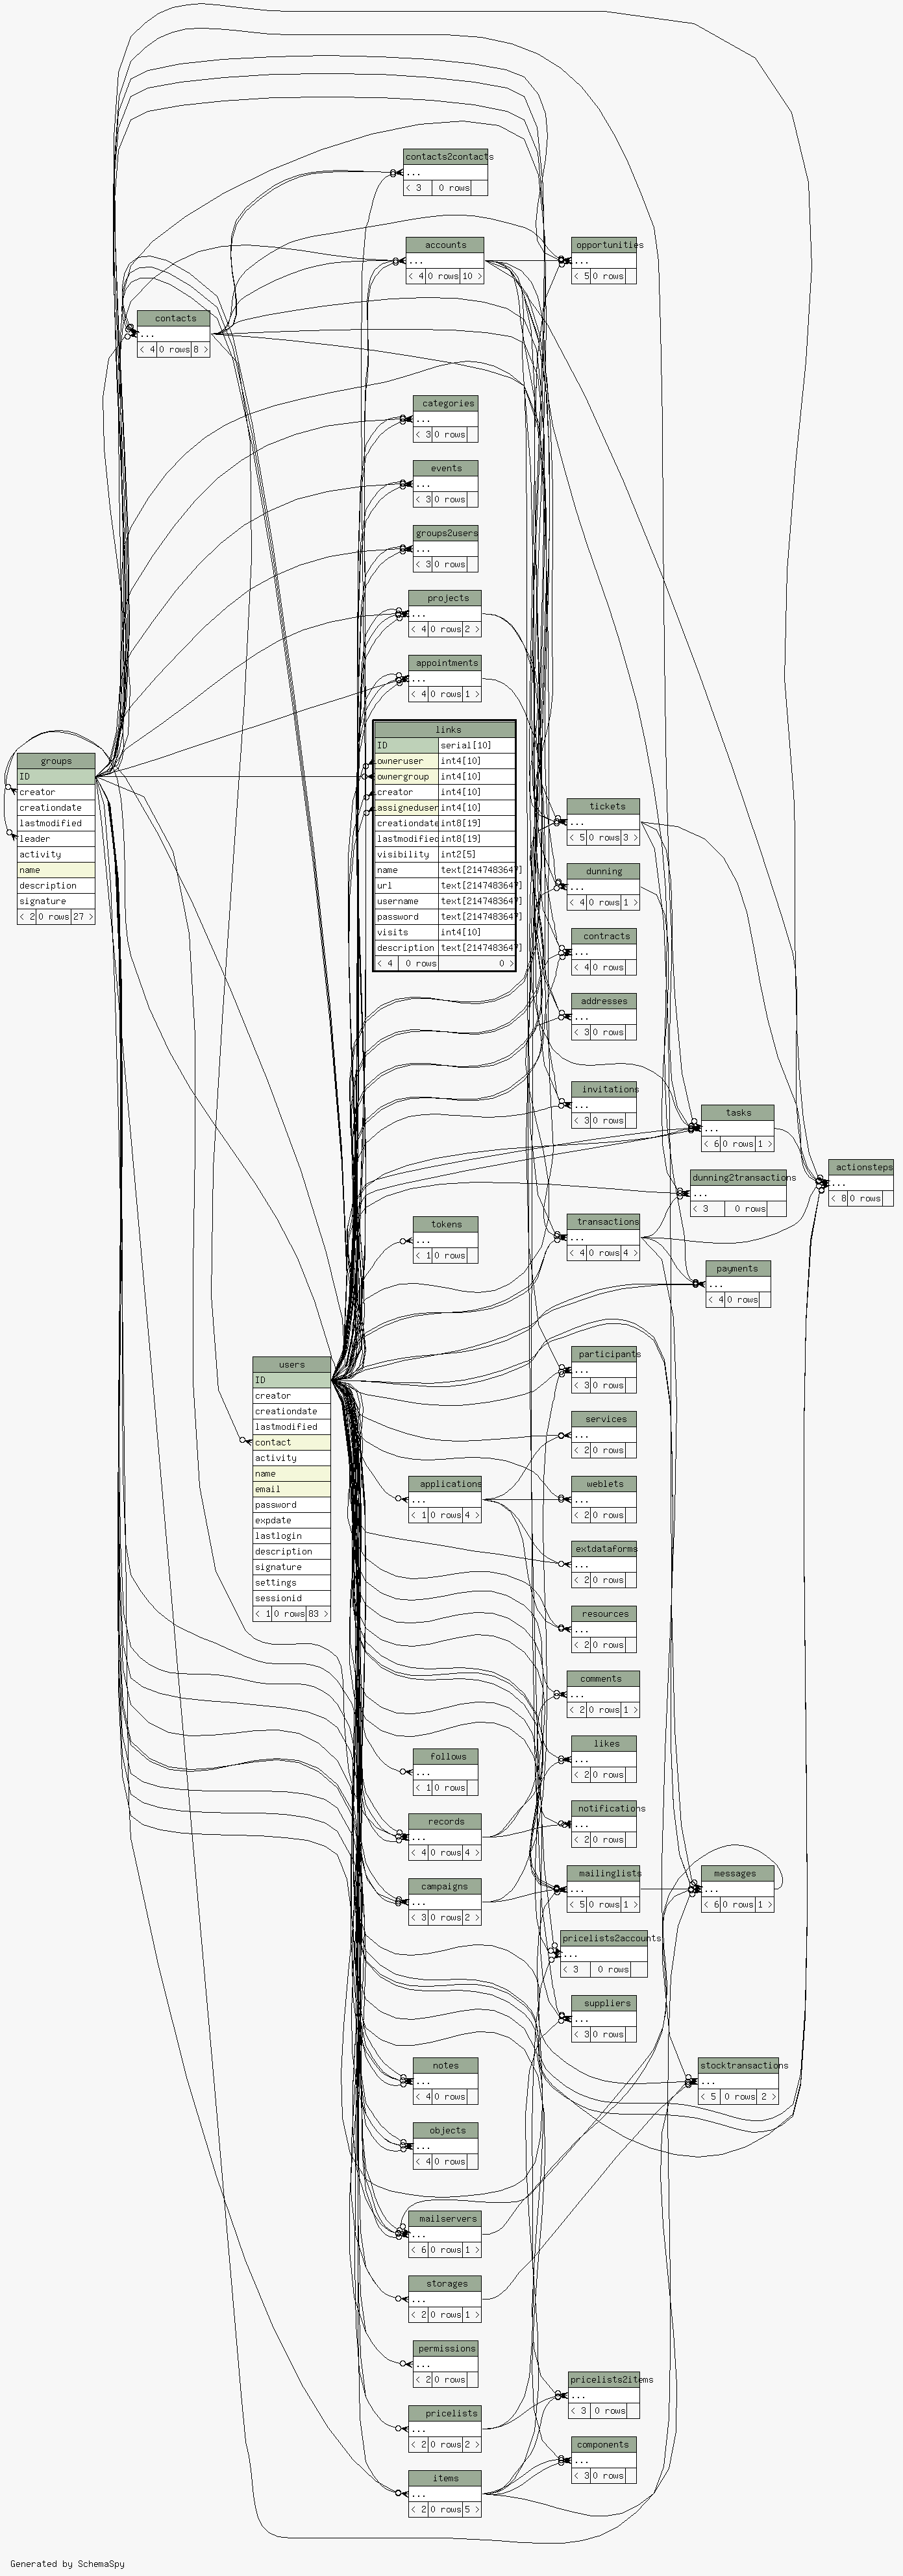 contacts2contacts
...
< 3 0 rows
accounts
...
< 4 0 rows 10 >
opportunities
...
< 5 0 rows
contacts
...
< 4 0 rows 8 >
categories
...
< 3 0 rows
events
...
< 3 0 rows
groups2users
...
< 3 0 rows
projects
...
< 4 0 rows 2 >
appointments
...
< 4 0 rows 1 >
links
ID serial[10]
owneruser int4[10]
ownergroup int4[10]
creator int4[10]
assigneduser int4[10]
creationdate int8[19]
lastmodified int8[19]
visibility int2[5]
name text[2147483647]
url text[2147483647]
username text[2147483647]
password text[2147483647]
visits int4[10]
description text[2147483647]
< 4 0 rows 0 >
groups
ID
creator
creationdate
lastmodified
leader
activity
name
description
signature
< 2 0 rows 27 >
tickets
...
< 5 0 rows 3 >
dunning
...
< 4 0 rows 1 >
contracts
...
< 4 0 rows
addresses
...
< 3 0 rows
invitations
...
< 3 0 rows
tasks
...
< 6 0 rows 1 >
dunning2transactions
...
< 3 0 rows
actionsteps
...
< 8 0 rows
tokens
...
< 1 0 rows
transactions
...
< 4 0 rows 4 >
payments
...
< 4 0 rows
users
ID
creator
creationdate
lastmodified
contact
activity
name
email
password
expdate
lastlogin
description
signature
settings
sessionid
< 1 0 rows 83 >
participants
...
< 3 0 rows
services
...
< 2 0 rows
applications
...
< 1 0 rows 4 >
weblets
...
< 2 0 rows
extdataforms
...
< 2 0 rows
resources
...
< 2 0 rows
comments
...
< 2 0 rows 1 >
follows
...
< 1 0 rows
likes
...
< 2 0 rows
records
...
< 4 0 rows 4 >
notifications
...
< 2 0 rows
campaigns
...
< 3 0 rows 2 >
mailinglists
...
< 5 0 rows 1 >
messages
...
< 6 0 rows 1 >
pricelists2accounts
...
< 3 0 rows
suppliers
...
< 3 0 rows
notes
...
< 4 0 rows
stocktransactions
...
< 5 0 rows 2 >
objects
...
< 4 0 rows
mailservers
...
< 6 0 rows 1 >
storages
...
< 2 0 rows 1 >
permissions
...
< 2 0 rows
pricelists2items
...
< 3 0 rows
pricelists
...
< 2 0 rows 2 >
components
...
< 3 0 rows
items
...
< 2 0 rows 5 >
Generated by SchemaSpy